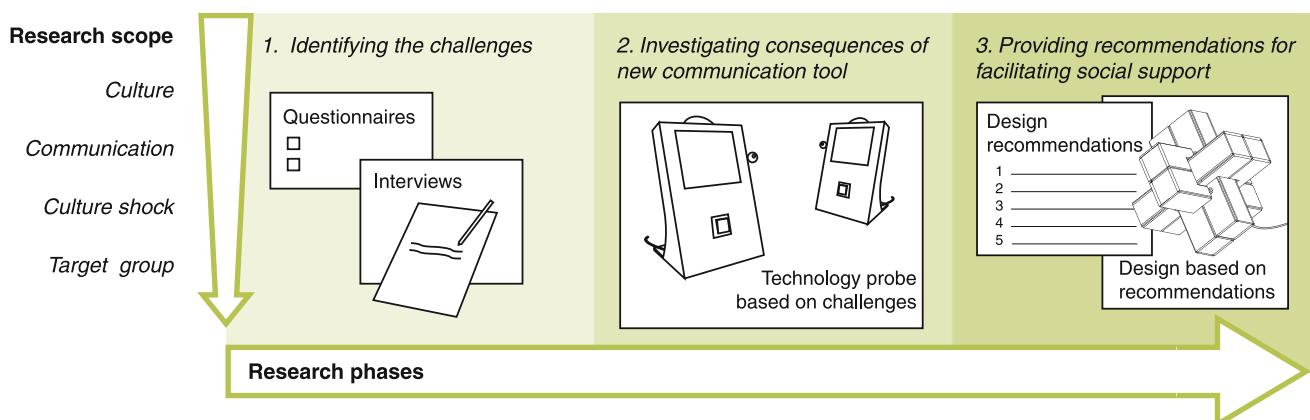 Research scope
Culture
Communication
Culture shock
Target group
1. Identifying the challenges
Questionnaires
Interviews
2. Investigating consequences of
new communication tool
Technology probe
based on challenges
3. Providing recommendations for
facilitating social support
Design
recommendations
1
2
3
4
5
Design based on
recommendations
Research phases